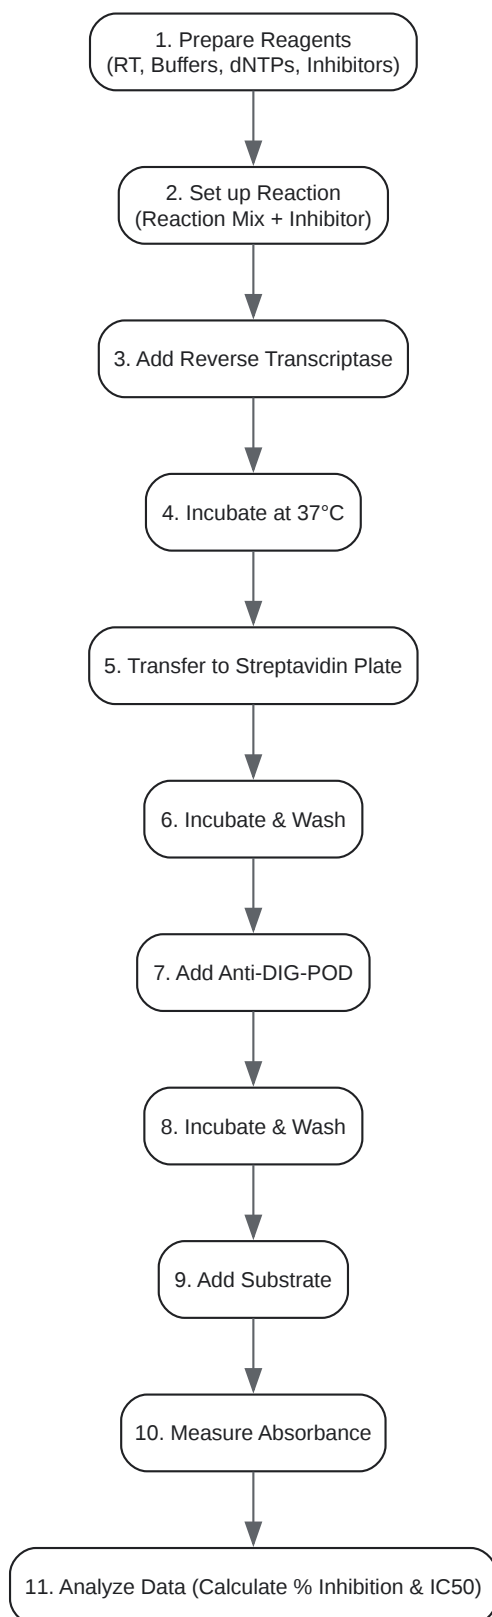 1. Prepare Reagents
(RT, Buffers, dNTPs, Inhibitors)
2. Set up Reaction
(Reaction Mix + Inhibitor)
3. Add Reverse Transcriptase
4. Incubate at 37°C
5. Transfer to Streptavidin Plate
6. Incubate & Wash
7. Add Anti-DIG-POD
8. Incubate & Wash
9. Add Substrate
10. Measure Absorbance
11. Analyze Data (Calculate % Inhibition & IC50)